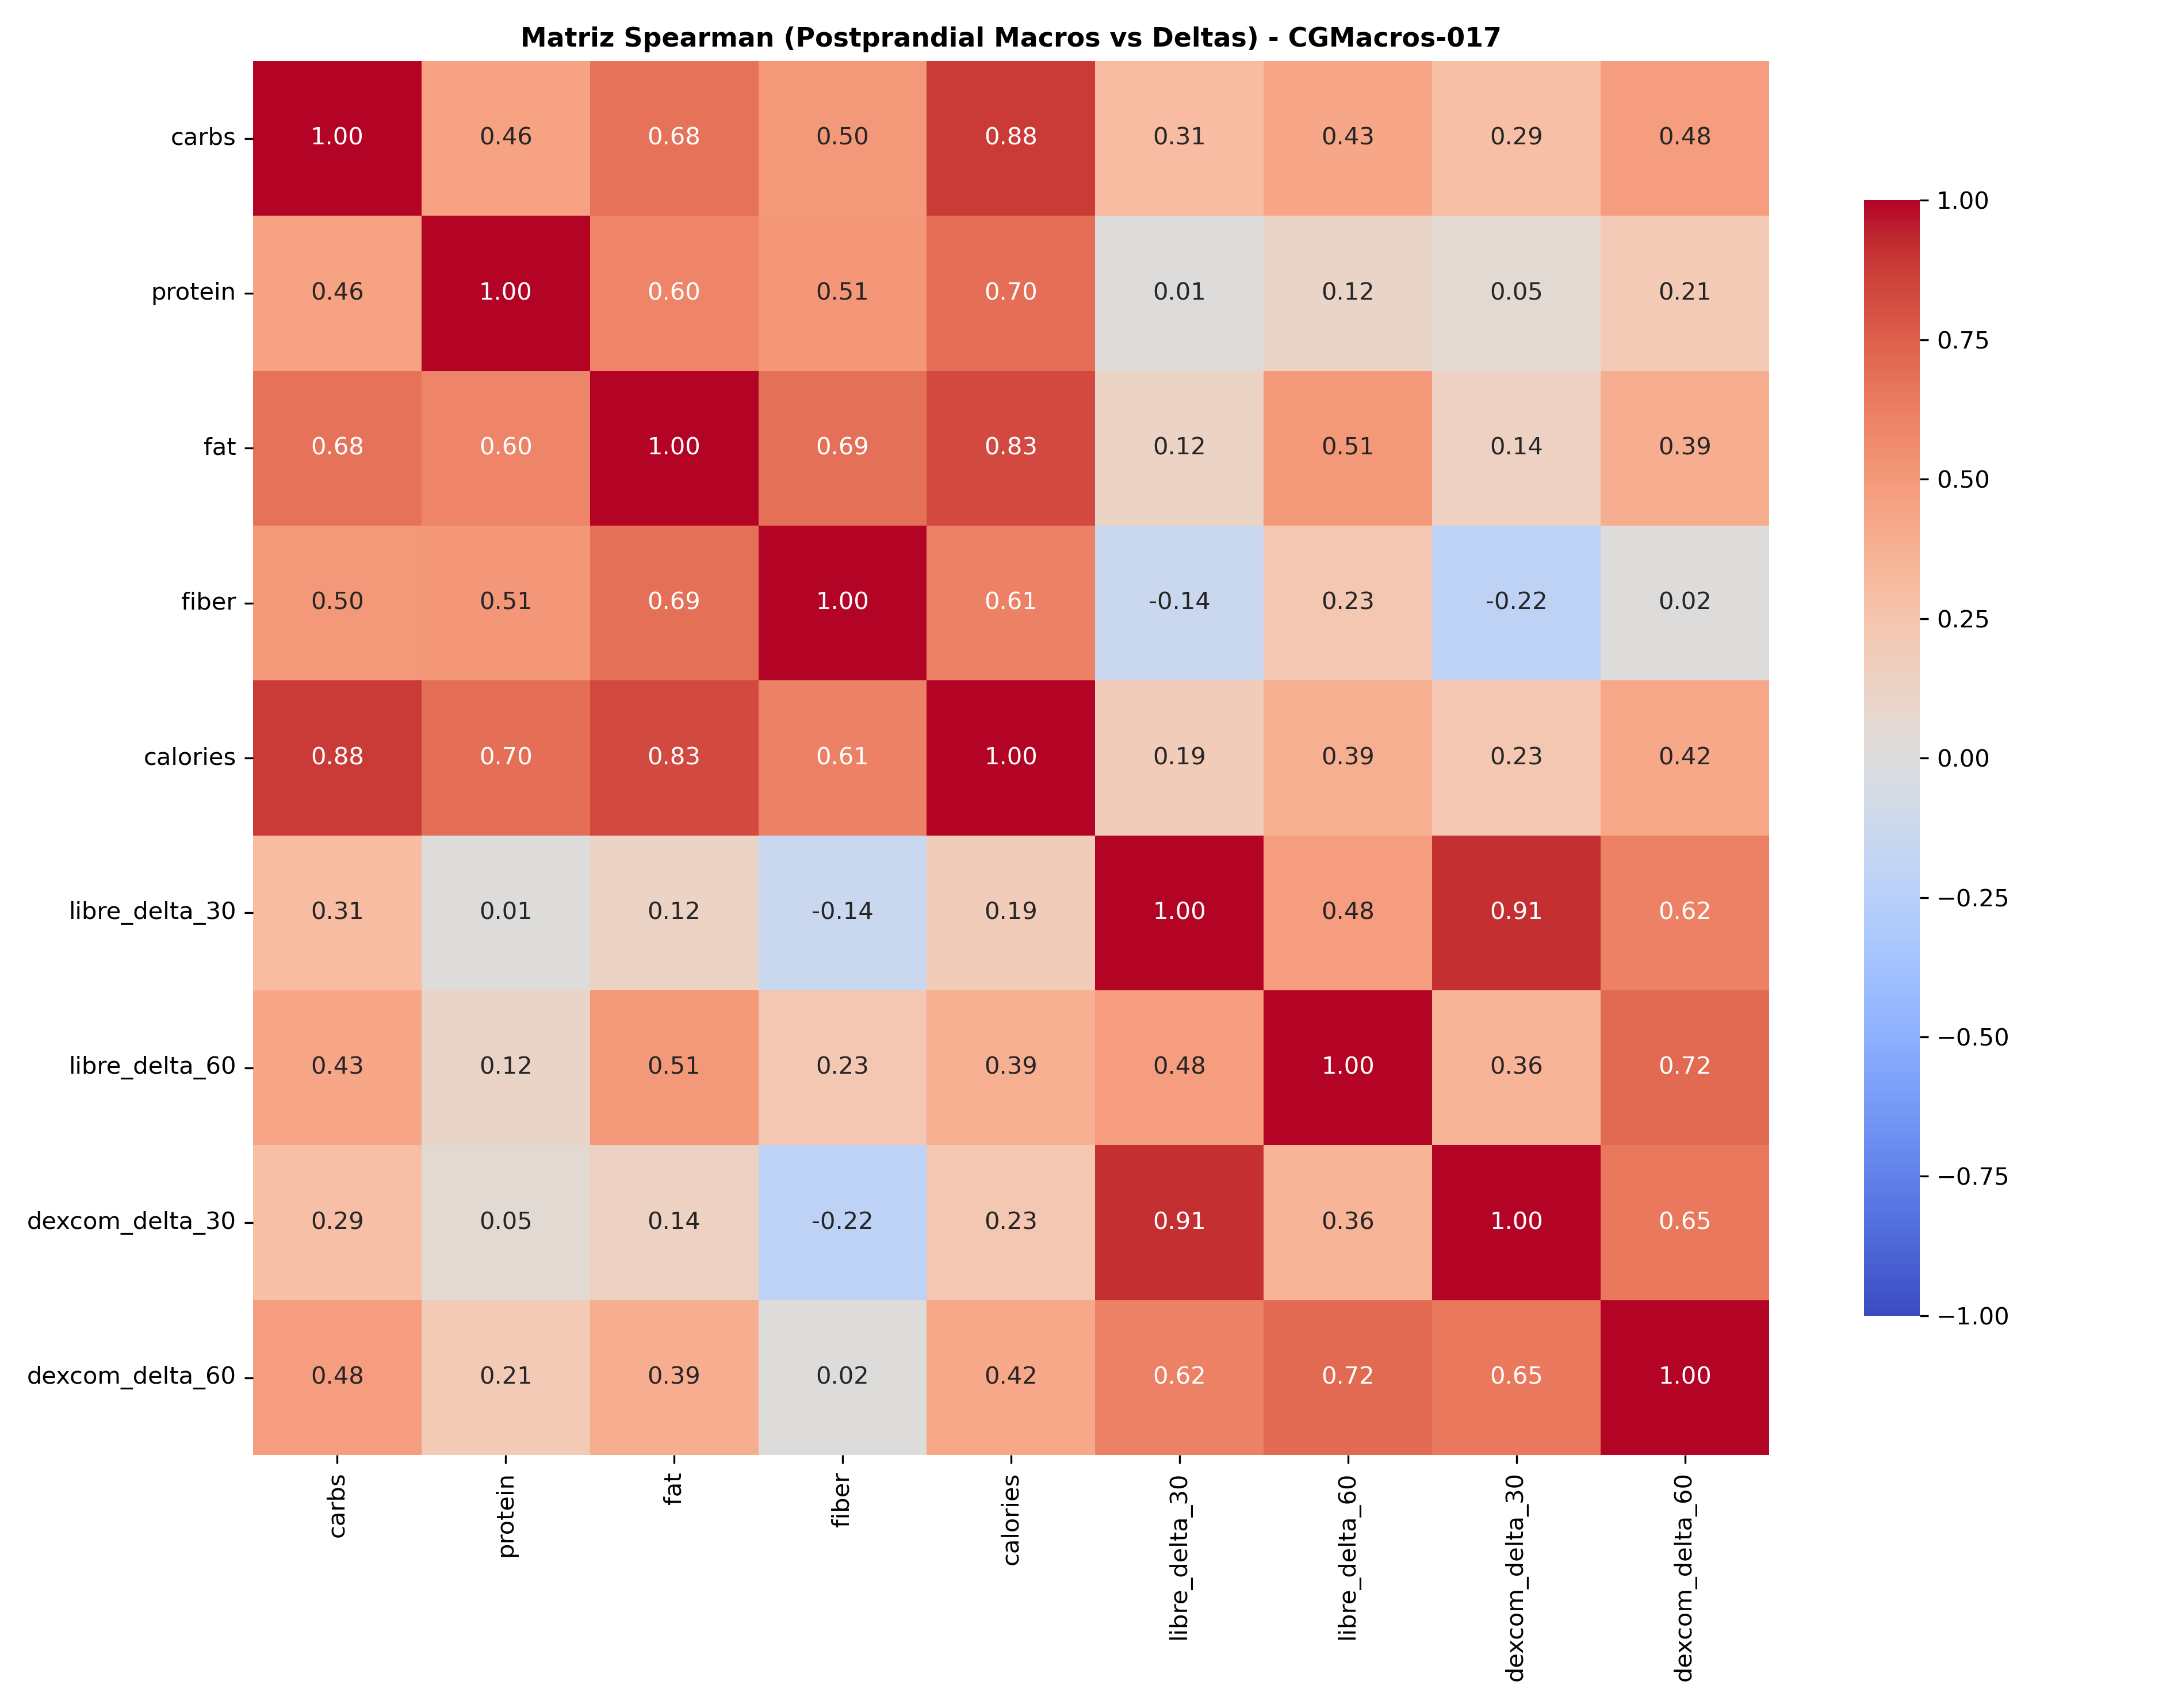 Matriz Spearman (Postprandial Macros vs Deltas) - CGMacros-017
carbs 1.00 0.46 0.68 0.50 0.88 0.31 0.43 0.29 0.48
protein 0.46 1.00 0.60 0.51 0.70 0.01 0.12 0.05 0.21
fat 0.68 0.60 1.00 0.69 0.83 0.12 0.51 0.14 0.39
fiber 0.50 0.51 0.69 1.00 0.61 -0.14 0.23 -0.22 0.02
calories 0.88 0.70 0.83 0.61 1.00 0.19 0.39 0.23 0.42
libre_delta_30 0.31 0.01 0.12 -0.14 0.19 1.00 0.48 0.91 0.62
libre_delta_60 0.43 0.12 0.51 0.23 0.39 0.48 1.00 0.36 0.72
dexcom_delta_30 0.29 0.05 0.14 -0.22 0.23 0.91 0.36 1.00 0.65
dexcom_delta_60 0.48 0.21 0.39 0.02 0.42 0.62 0.72 0.65 1.00
carbs
protein
fat
fiber
calories
libre_delta_30
libre_delta_60
dexcom_delta_30
dexcom_delta_60
1.00
0.75
0.50
0.25
0.00
−0.25
−0.50
−0.75
−1.00